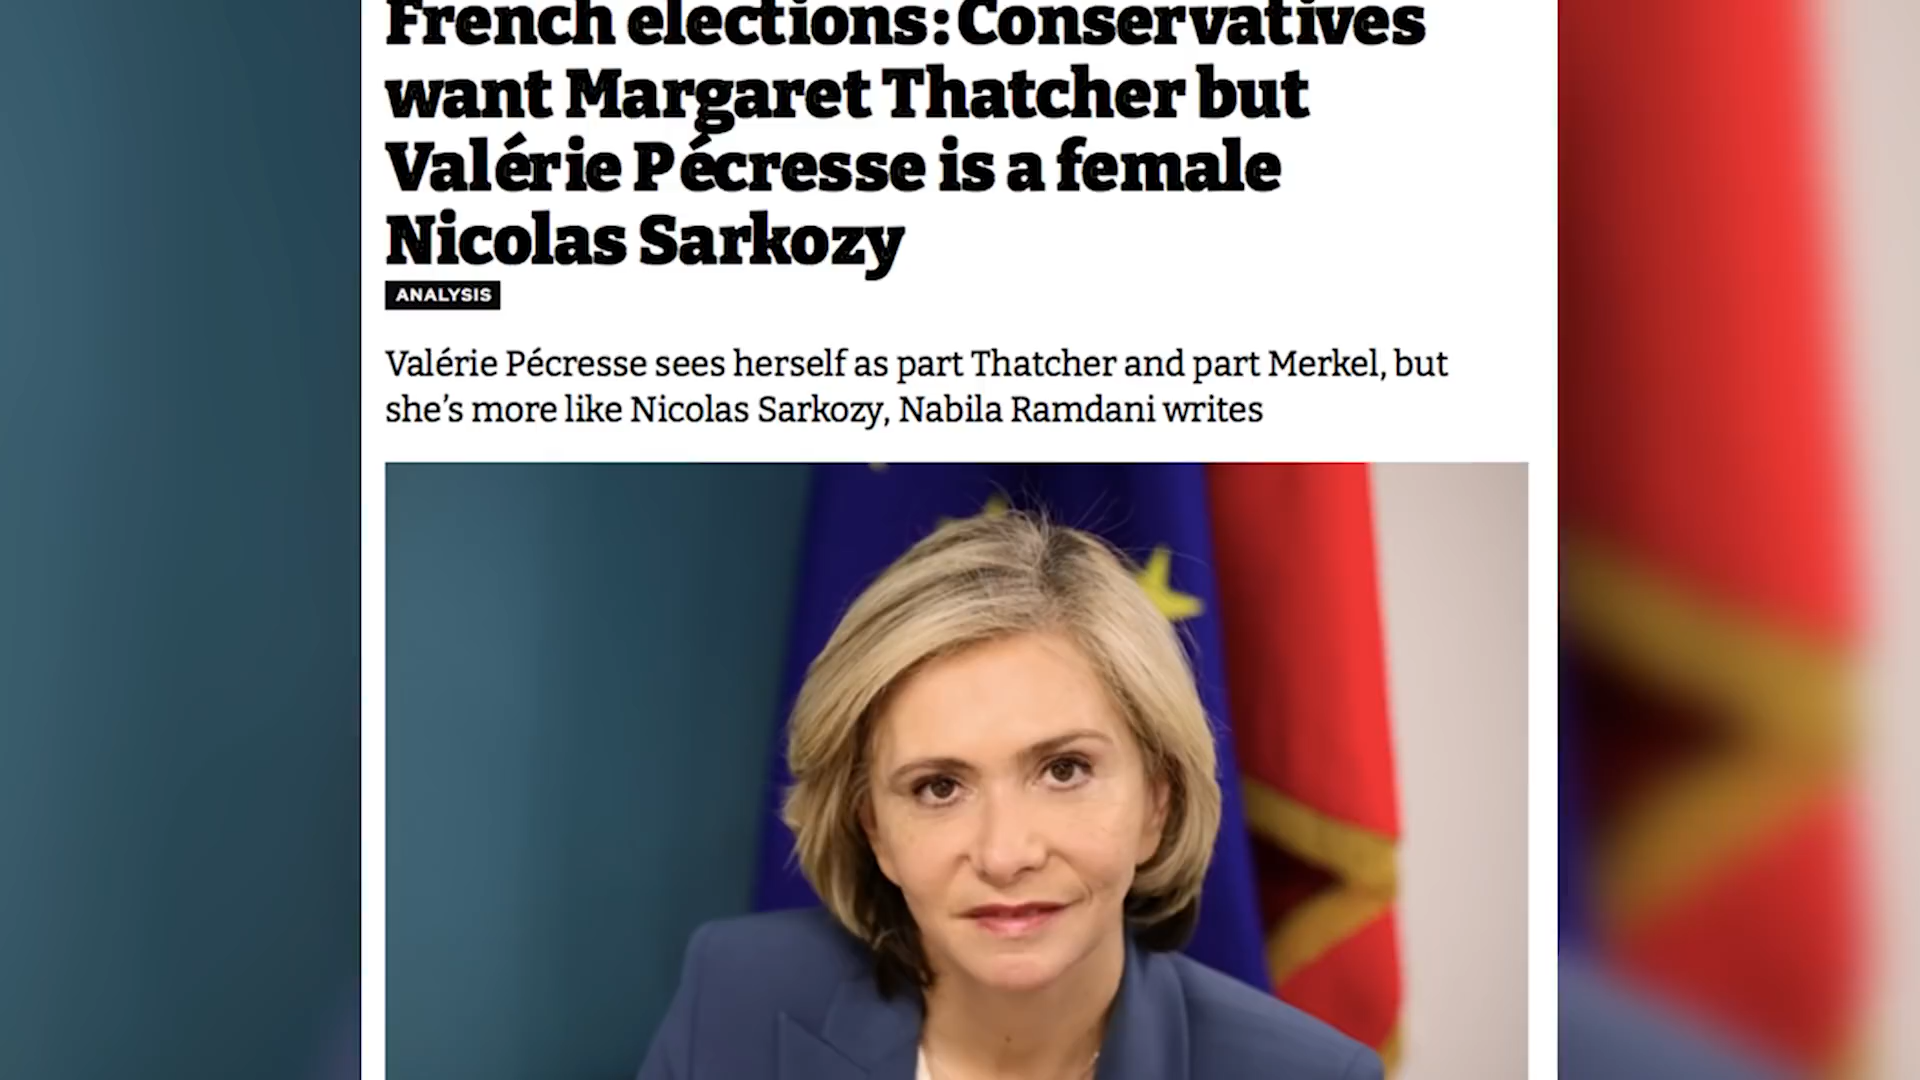 French elections: Conservatives
want Margaret Thatcher but
Valérie Pécresse is a female
Nicolas Sarkozy
ANALYSIS
Valérie Pécresse sees herself as part Thatcher and part Merkel, but
she’s more like Nicolas Sarkozy, Nabila Ramdani writes